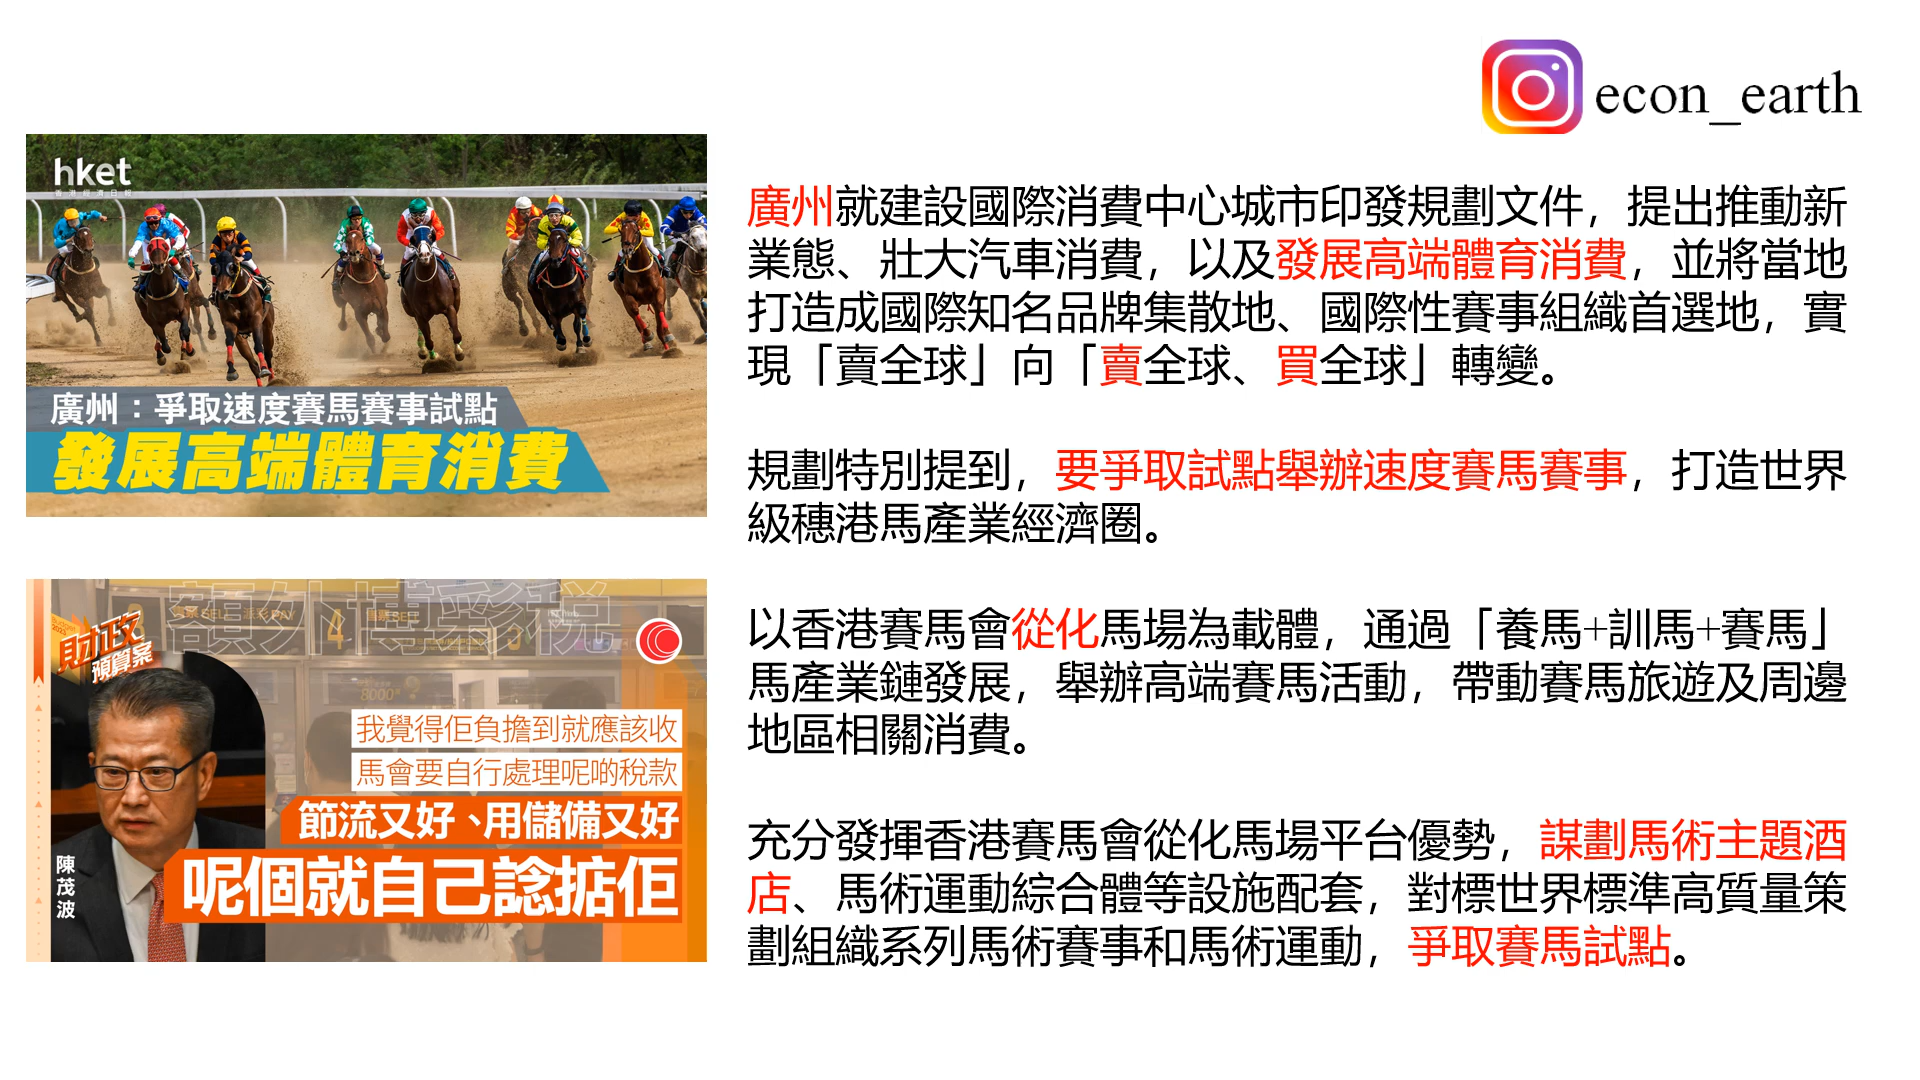 econ_earth
hket
香港經濟日報
廣州：爭取速度賽馬賽事試點
發展高端體育消費
廣州就建設國際消費中心城市印發規劃文件，提出推動新
業態、壯大汽車消費，以及發展高端體育消費，並將當地
打造成國際知名品牌集散地、國際性賽事組織首選地，實
現「賣全球」向「賣全球、買全球」轉變。
規劃特別提到，要爭取試點舉辦速度賽馬賽事，打造世界
級穗港馬產業經濟圈。
以香港賽馬會從化馬場為載體，通過「養馬+訓馬+賽馬」
馬產業鏈發展，舉辦高端賽馬活動，帶動賽馬旅遊及周邊
地區相關消費。
充分發揮香港賽馬會從化馬場平台優勢，謀劃馬術主題酒
店、馬術運動綜合體等設施配套，對標世界標準高質量策
劃組織系列馬術賽事和馬術運動，爭取賽馬試點。
額外博彩稅
財政
預算案
我覺得佢負擔到就應該收
馬會要自行處理呢啲稅款
節流又好、用儲備又好
呢個就自己諗掂佢
陳茂波